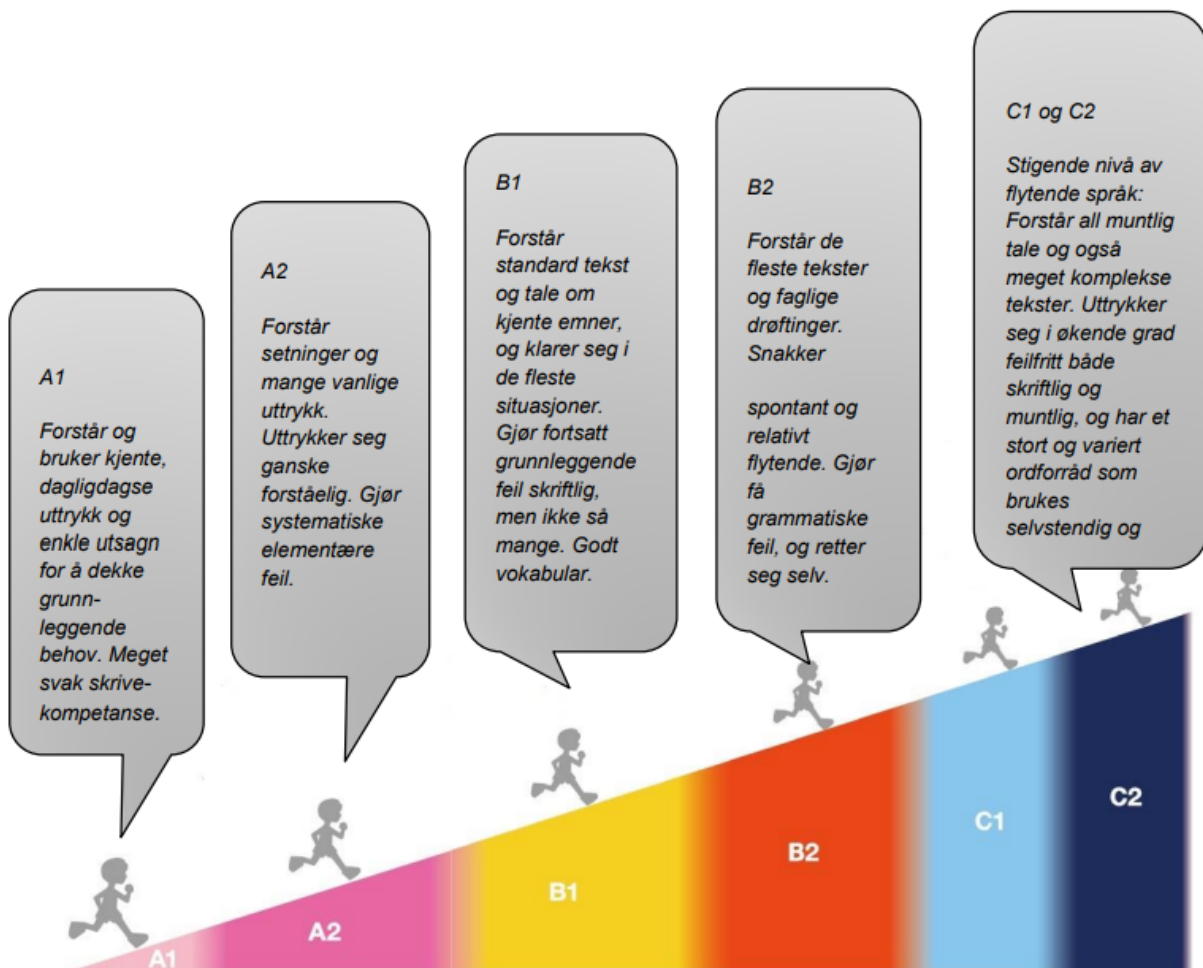 A1
Forstår og
bruker kjente,
dagligdagse
uttrykk og
enkle utsagn
for å dekke
grunn-
leggende
behov. Meget
svak skrive-
kompetanse.
A2
Forstår
setninger og
mange vanlige
uttrykk.
Uttrykker seg
ganske
forståelig. Gjør
systematiske
elementære
feil.
B1
Forstår
standard tekst
og tale om
kjente emner,
og klarer seg i
de fleste
situasjoner.
Gjør fortsatt
grunnleggende
feil skriftlig,
men ikke så
mange. Godt
vokabular.
B2
Forstår de
fleste tekster
og faglige
drøftinger.
Snakker
spontant og
relativt
flytende. Gjør
få
grammatiske
feil, og retter
seg selv.
C1 og C2
Stigende nivå av
flytende språk:
Forstår all muntlig
tale og også
meget komplekse
tekster. Uttrykker
seg i økende grad
feilfritt både
skriftlig og
muntlig, og har et
stort og variert
ordforråd som
brukes
selvstendig og
A1
A2
B1
B2
C1
C2